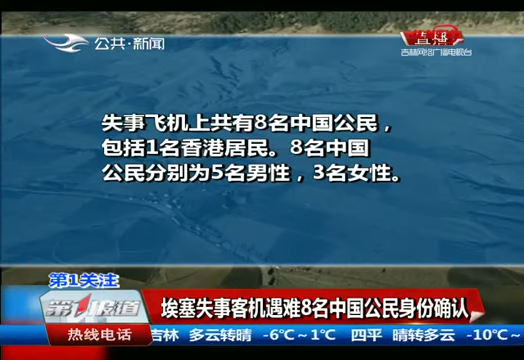 公共·新闻
直播
吉林网络广播电视台
失事飞机上共有8名中国公民，
包括1名香港居民。8名中国
公民分别为5名男性，3名女性。
第1关注
第1报道
埃塞失事客机遇难8名中国公民身份确认
热线电话
吉林 多云转晴 -6℃~1℃ 四平 晴转多云 -10℃~